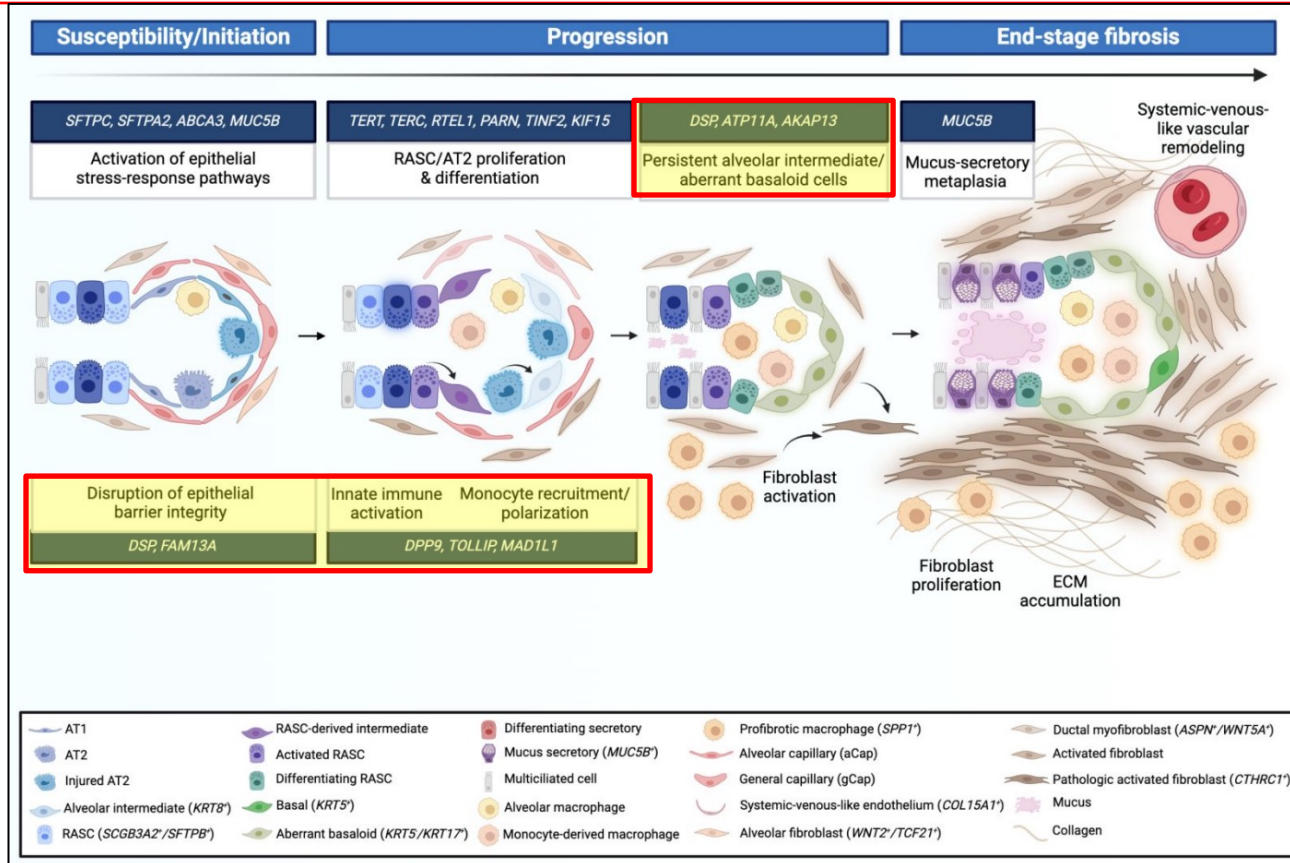 Susceptibility/Initiation
Progression
End-stage fibrosis
SFTPC, SFTPA2, ABCA3, MUC5B
Activation of epithelial
stress-response pathways
TERT, TERC, RTEL1, PARN, TINF2, KIF15
RASC/AT2 proliferation
& differentiation
DSP, ATP11A, AKAP13
Persistent alveolar intermediate/
aberrant basaloid cells
MUC5B
Mucus-secretory
metaplasia
Systemic-venous-
like vascular
remodeling
Disruption of epithelial
barrier integrity
DSP, FAM13A
Innate immune
activation
Monocyte recruitment/
polarization
DPP9, TOLLIP, MAD1L1
Fibroblast
activation
Fibroblast
proliferation
ECM
accumulation
AT1
AT2
Injured AT2
Alveolar intermediate (KRT8⁺)
RASC (SCGB3A2⁺/SFTPB⁺)
RASC-derived intermediate
Activated RASC
Differentiating RASC
Basal (KRT5⁺)
Aberrant basaloid (KRT5⁻/KRT17⁺)
Differentiating secretory
Mucus secretory (MUC5B⁺)
Multiciliated cell
Alveolar macrophage
Monocyte-derived macrophage
Profibrotic macrophage (SPP1⁺)
Alveolar capillary (aCap)
General capillary (gCap)
Systemic-venous-like endothelium (COL15A1⁺)
Alveolar fibroblast (WNT2⁺/TCF21⁺)
Ductal myofibroblast (ASPN⁺/WNT5A⁺)
Activated fibroblast
Pathologic activated fibroblast (CTHRC1⁺)
Mucus
Collagen